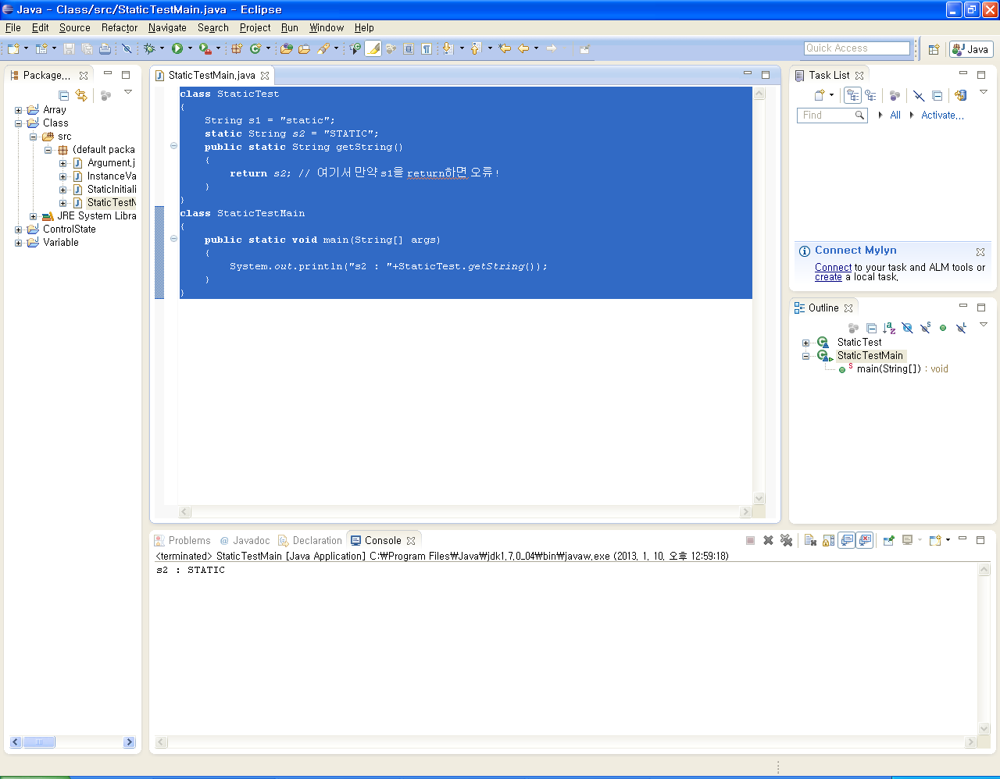 Java - Class/src/StaticTestMain.java - Eclipse
File Edit Source Refactor Navigate Search Project Run Window Help
Quick Access
Java
Package...
Array
Class
src
(default packa
Argument.j
InstanceVa
StaticInitiali
StaticTestM
JRE System Libra
ControlState
Variable
StaticTestMain.java
class StaticTest
{
String s1 = "static";
static String s2 = "STATIC";
public static String getString()
{
return s2; // 여기서 만약 s1을 return하면 오류!
}
}
class StaticTestMain
{
public static void main(String[] args)
{
System.out.println("s2 : "+StaticTest.getString());
}
}
Task List
Find
All
Activate...
Connect Mylyn
Connect to your task and ALM tools or
create a local task.
Outline
StaticTest
StaticTestMain
main(String[]) : void
Problems @ Javadoc Declaration Console
<terminated> StaticTestMain [Java Application] C:₩Program Files₩Java₩jdk1.7.0_04₩bin₩javaw.exe (2013. 1. 10. 오후 12:59:18)
s2 : STATIC